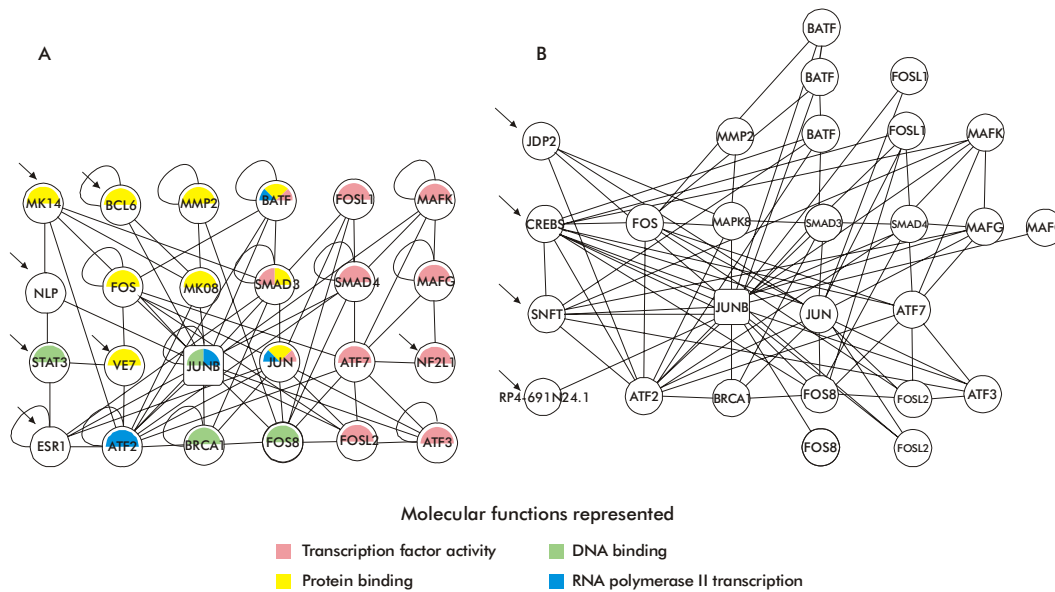 A
B
BATF
BATF
FOSL1
JDP2
MMP2
BATF
FOSL1
MAFK
MK14
BCL6
MMP2
BATF
FOSL1
MAFK
CREBS
FOS
MAPK8
SMAD3
SMAD4
MAFG
MAF
NLP
FOS
MK08
SMAD3
SMAD4
MAFG
SNFT
JUNB
JUN
ATF7
STAT3
VE7
JUNB
JUN
ATF7
NF2L1
RP4-691N24.1
ATF2
BRCA1
FOS8
FOSL2
ATF3
ESR1
ATF2
BRCA1
FOS8
FOSL2
ATF3
FOS8
FOSL2
Molecular functions represented
Transcription factor activity
DNA binding
Protein binding
RNA polymerase II transcription